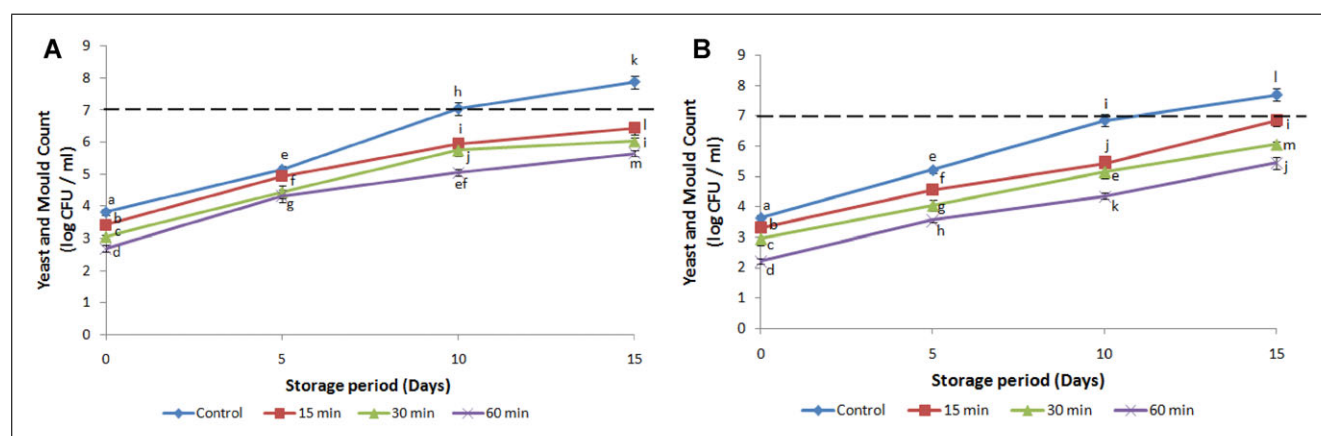 A
Yeast and Mould Count
(log CFU / ml)
9
8
7
6
5
4
3
2
1
0
a
b
c
d
e
f
g
h
i
j
ef
k
l
i
m
0 5 10 15
Storage period (Days)
Control 15 min 30 min 60 min
B
Yeast and Mould Count
(log CFU / ml)
9
8
7
6
5
4
3
2
1
0
a
b
c
d
e
f
g
h
i
j
e
k
l
i
m
j
0 5 10 15
Storage period (Days)
Control 15 min 30 min 60 min